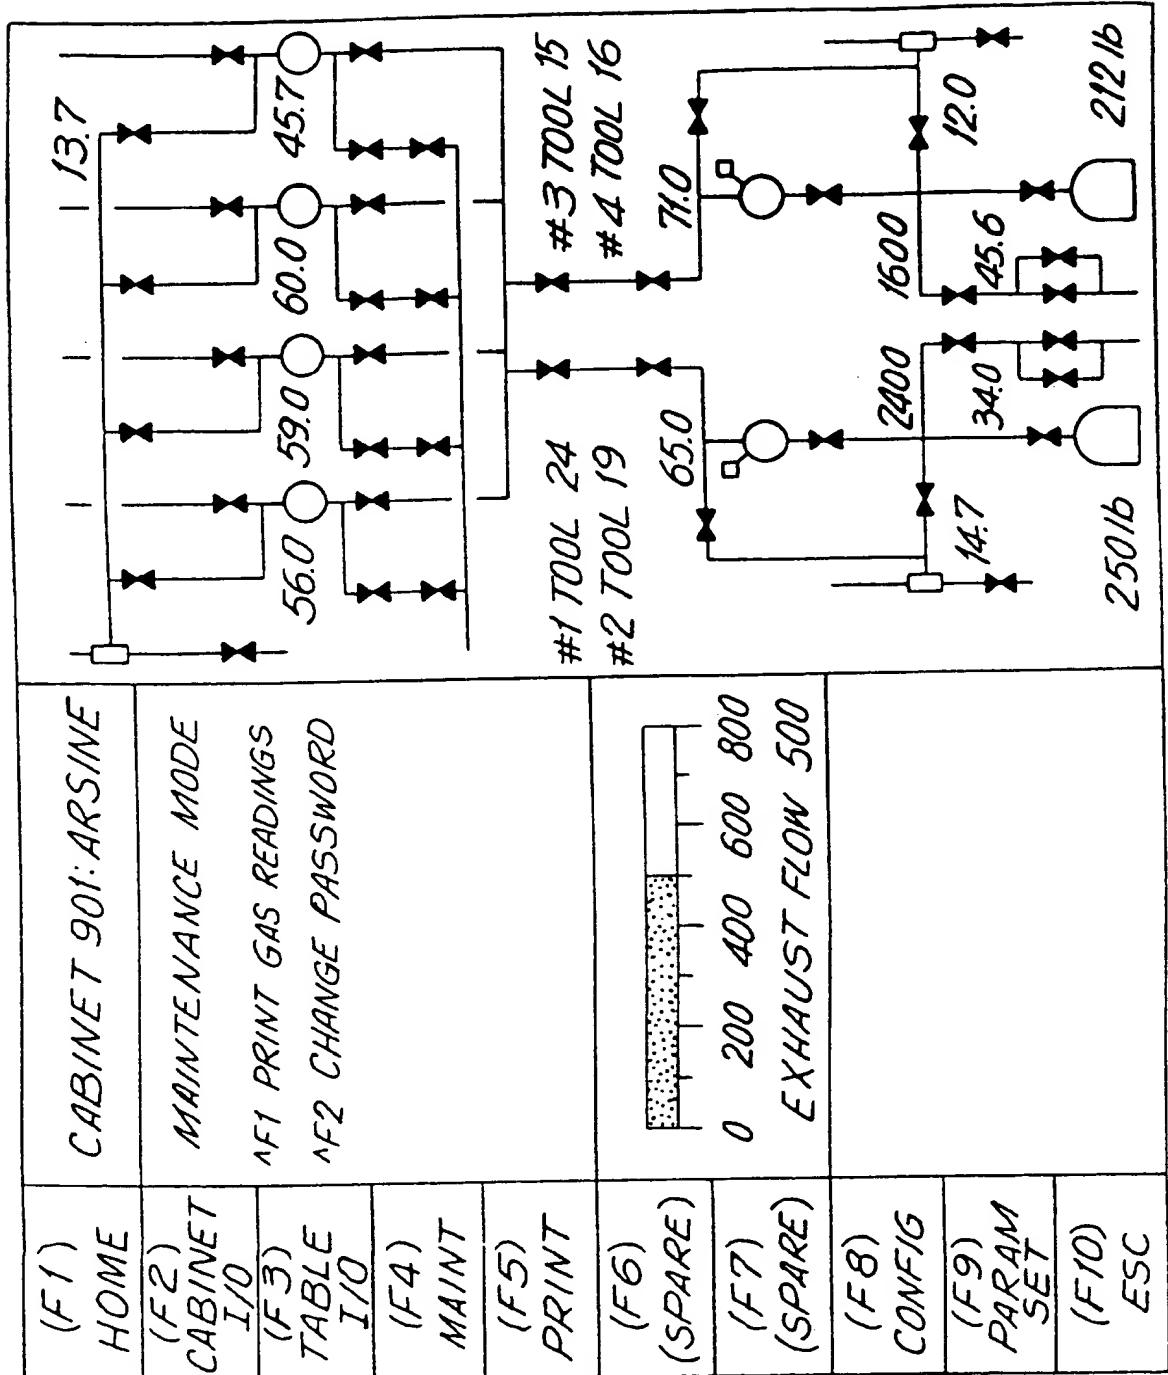 (F1)
HOME
(F2)
CABINET
I/O
(F3)
TABLE
I/O
(F4)
MAINT
(F5)
PRINT
(F6)
(SPARE)
(F7)
(SPARE)
(F8)
CONFIG
(F9)
PARAM
SET
(F10)
ESC
CABINET 901: ARSINE
MAINTENANCE MODE
^F1 PRINT GAS READINGS
^F2 CHANGE PASSWORD
0 200 400 600 800
EXHAUST FLOW 500
13.7
56.0 59.0 60.0 45.7
#1 TOOL 24
#2 TOOL 19
#3 TOOL 15
#4 TOOL 16
65.0 71.0
2400 1600
14.7 34.0 45.6 12.0
250 lb 212 lb